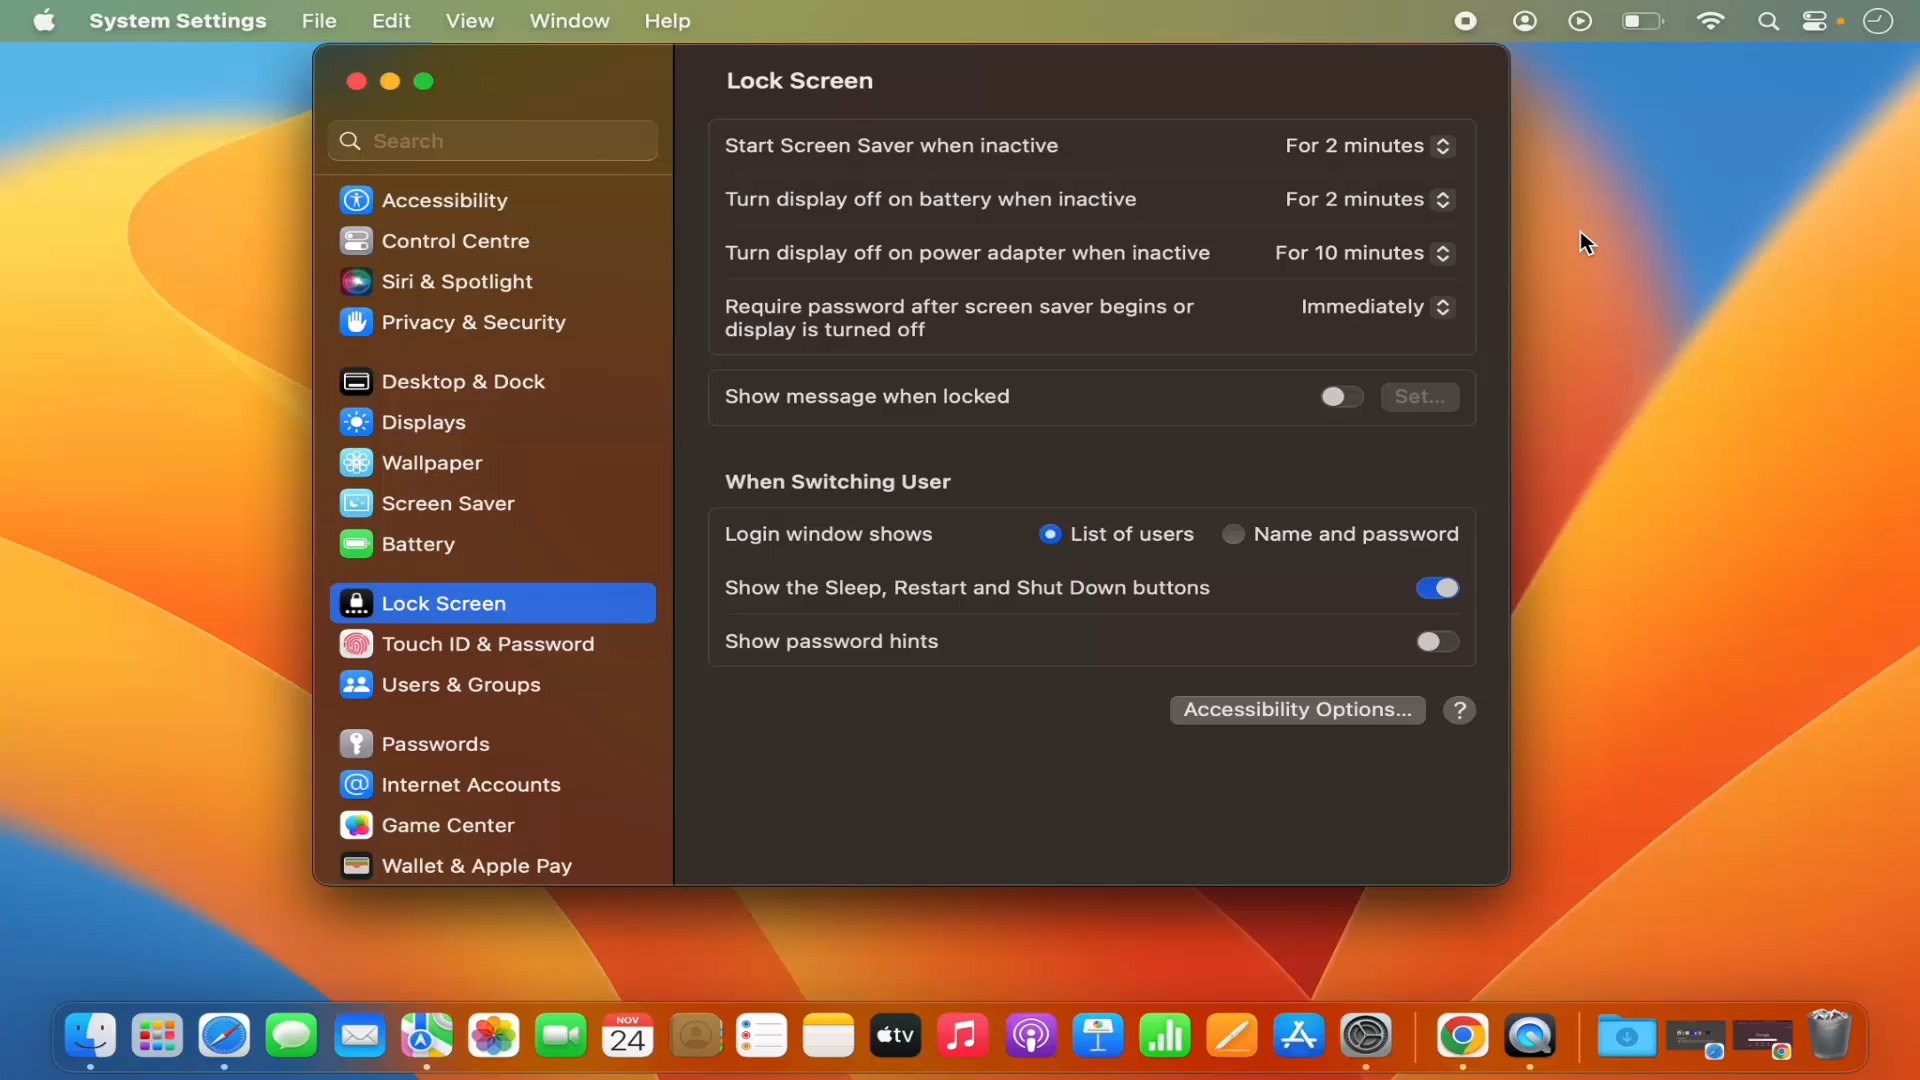 System Settings File Edit View Window Help
Lock Screen
Search
Start Screen Saver when inactive For 2 minutes
Turn display off on battery when inactive For 2 minutes
Turn display off on power adapter when inactive For 10 minutes
Require password after screen saver begins or display is turned off Immediately
Show message when locked Set...
When Switching User
Login window shows List of users Name and password
Show the Sleep, Restart and Shut Down buttons
Show password hints
Accessibility Options... ?
Accessibility
Control Centre
Siri & Spotlight
Privacy & Security
Desktop & Dock
Displays
Wallpaper
Screen Saver
Battery
Lock Screen
Touch ID & Password
Users & Groups
Passwords
Internet Accounts
Game Center
Wallet & Apple Pay
NOV
24
tv